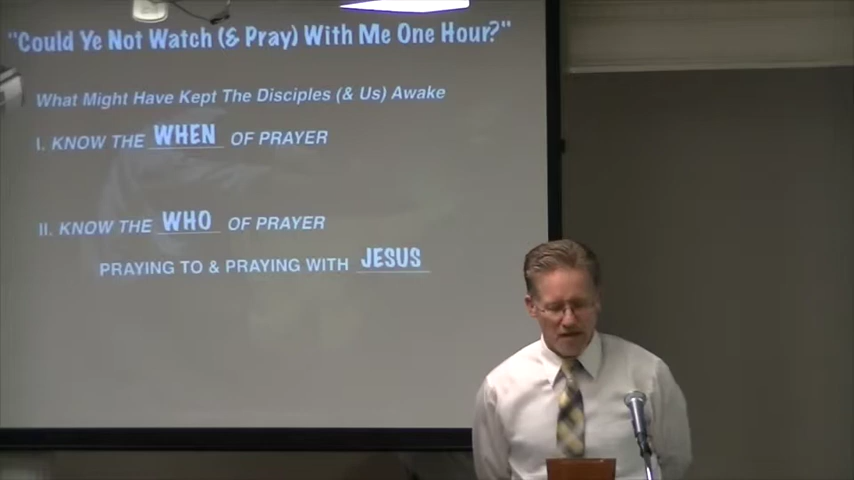 "Could Ye Not Watch (& Pray) With Me One Hour?"
What Might Have Kept The Disciples (& Us) Awake
I. KNOW THE WHEN OF PRAYER
II. KNOW THE WHO OF PRAYER
PRAYING TO & PRAYING WITH JESUS